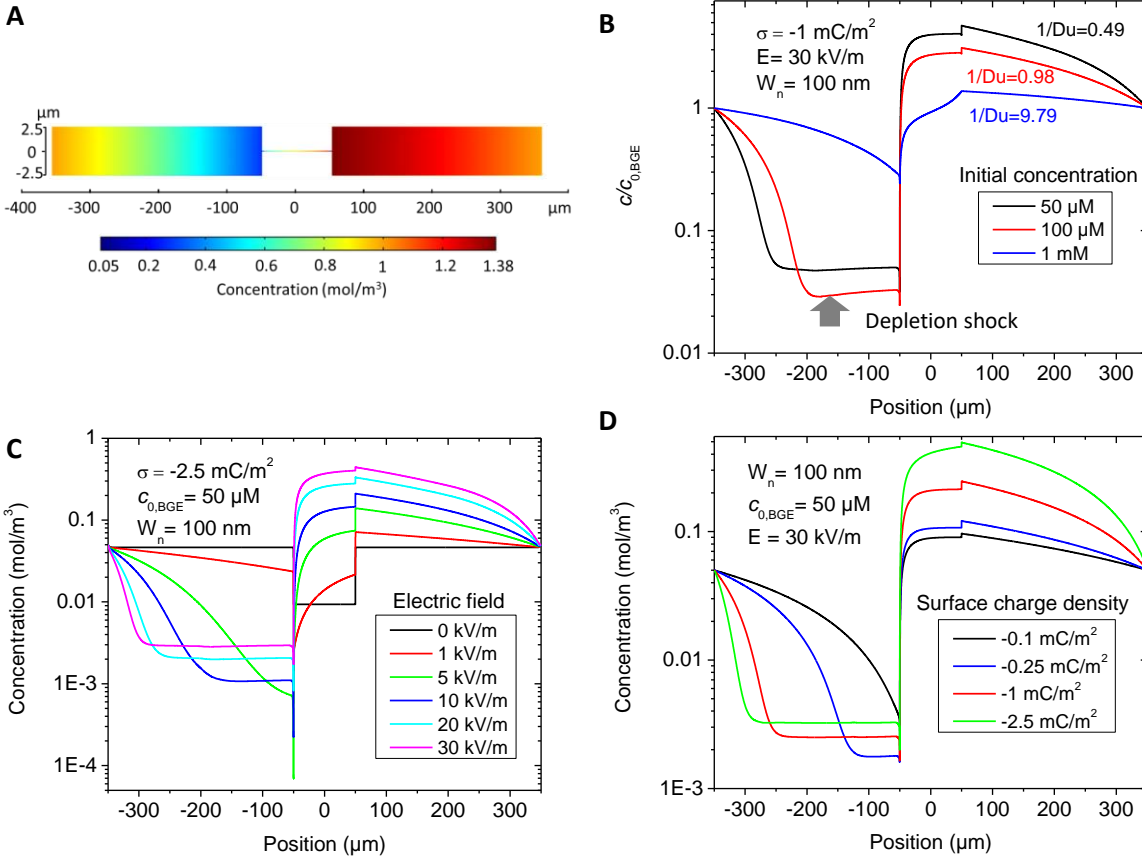 A
µm
2.5
0
-2.5
-400 -300 -200 -100 0 100 200 300 µm
0.05 0.2 0.4 0.6 0.8 1 1.2 1.38
Concentration (mol/m³)
B
σ = -1 mC/m²
E= 30 kV/m
Wₙ = 100 nm
1/Du=0.49
1/Du=0.98
1/Du=9.79
Initial concentration
50 µM
100 µM
1 mM
Depletion shock
1
0.1
0.01
c/c₀,BGE
-300 -200 -100 0 100 200 300
Position (µm)
C
σ = -2.5 mC/m²
c₀,BGE= 50 µM
Wₙ= 100 nm
Electric field
0 kV/m
1 kV/m
5 kV/m
10 kV/m
20 kV/m
30 kV/m
1
0.1
0.01
1E-3
1E-4
Concentration (mol/m³)
-300 -200 -100 0 100 200 300
Position (µm)
D
Wₙ = 100 nm
c₀,BGE= 50 µM
E = 30 kV/m
Surface charge density
-0.1 mC/m²
-0.25 mC/m²
-1 mC/m²
-2.5 mC/m²
0.1
0.01
1E-3
Concentration (mol/m³)
-300 -200 -100 0 100 200 300
Position (µm)